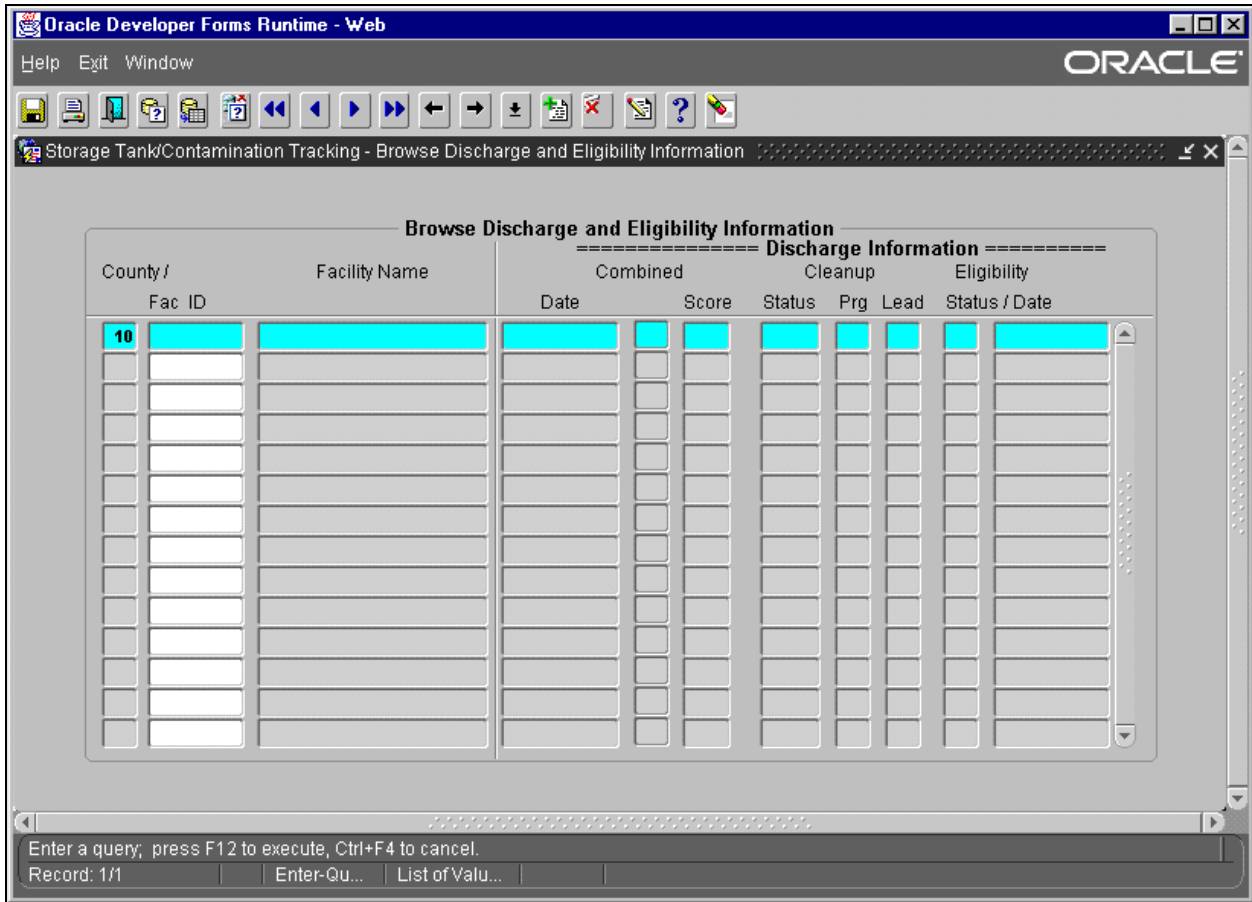 Oracle Developer Forms Runtime - Web
Help Exit Window
ORACLE
Storage Tank/Contamination Tracking - Browse Discharge and Eligibility Information
Browse Discharge and Eligibility Information
=============== Discharge Information ==========
County / Facility Name Combined Cleanup Eligibility
Fac ID Date Score Status Prg Lead Status / Date
10
Enter a query; press F12 to execute, Ctrl+F4 to cancel.
Record: 1/1 Enter-Qu... List of Valu...